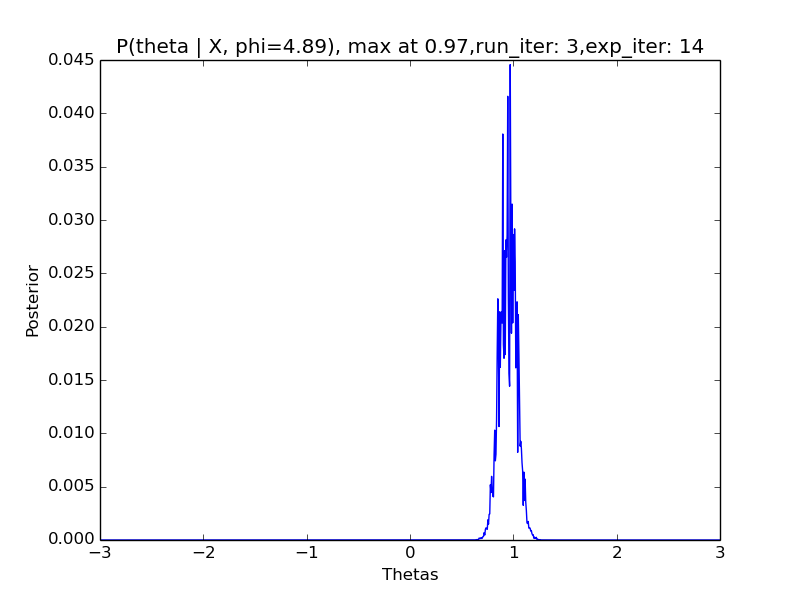 P(theta | X, phi=4.89), max at 0.97,run_iter: 3,exp_iter: 14
0.045
0.040
0.035
0.030
0.025
0.020
0.015
0.010
0.005
0.000
Posterior
−3 −2 −1 0 1 2 3
Thetas